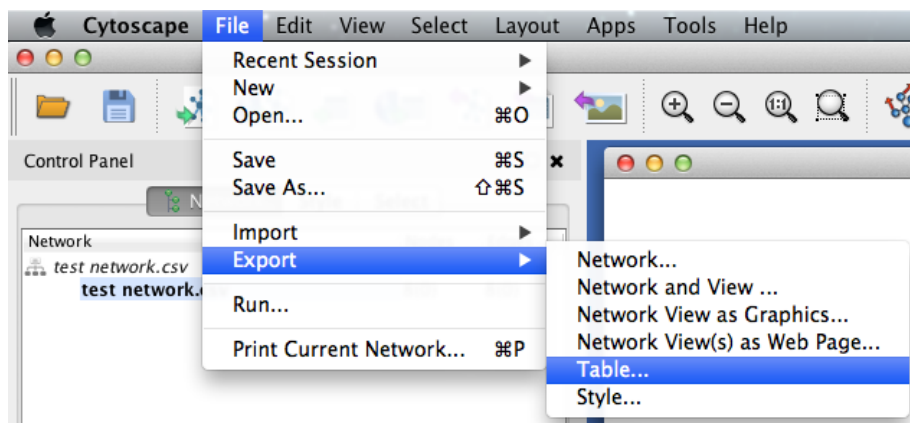 Cytoscape File Edit View Select Layout Apps Tools Help
Recent Session
New
Open... ⌘O
Save ⌘S
Save As... ⇧⌘S
Import
Export
Run...
Print Current Network... ⌘P
Network...
Network and View ...
Network View as Graphics...
Network View(s) as Web Page...
Table...
Style...
1:1
Control Panel
Network
test network.csv
test network.